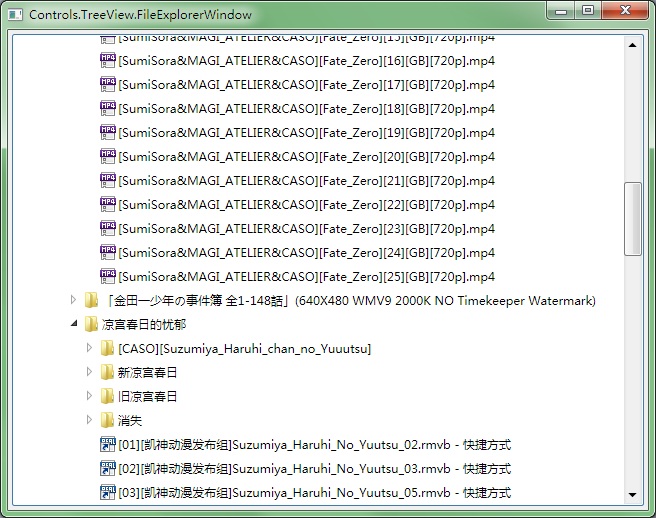 Controls.TreeView.FileExplorerWindow
[SumiSora&MAGI_ATELIER&CASO][Fate_Zero][15][GB][720p].mp4
[SumiSora&MAGI_ATELIER&CASO][Fate_Zero][16][GB][720p].mp4
[SumiSora&MAGI_ATELIER&CASO][Fate_Zero][17][GB][720p].mp4
[SumiSora&MAGI_ATELIER&CASO][Fate_Zero][18][GB][720p].mp4
[SumiSora&MAGI_ATELIER&CASO][Fate_Zero][19][GB][720p].mp4
[SumiSora&MAGI_ATELIER&CASO][Fate_Zero][20][GB][720p].mp4
[SumiSora&MAGI_ATELIER&CASO][Fate_Zero][21][GB][720p].mp4
[SumiSora&MAGI_ATELIER&CASO][Fate_Zero][22][GB][720p].mp4
[SumiSora&MAGI_ATELIER&CASO][Fate_Zero][23][GB][720p].mp4
[SumiSora&MAGI_ATELIER&CASO][Fate_Zero][24][GB][720p].mp4
[SumiSora&MAGI_ATELIER&CASO][Fate_Zero][25][GB][720p].mp4
「金田一少年の事件簿 全1-148話」(640X480 WMV9 2000K NO Timekeeper Watermark)
凉宫春日的忧郁
[CASO][Suzumiya_Haruhi_chan_no_Yuuutsu]
新凉宫春日
旧凉宫春日
消失
[01][凯神动漫发布组]Suzumiya_Haruhi_No_Yuutsu_02.rmvb - 快捷方式
[02][凯神动漫发布组]Suzumiya_Haruhi_No_Yuutsu_03.rmvb - 快捷方式
[03][凯神动漫发布组]Suzumiya_Haruhi_No_Yuutsu_05.rmvb - 快捷方式